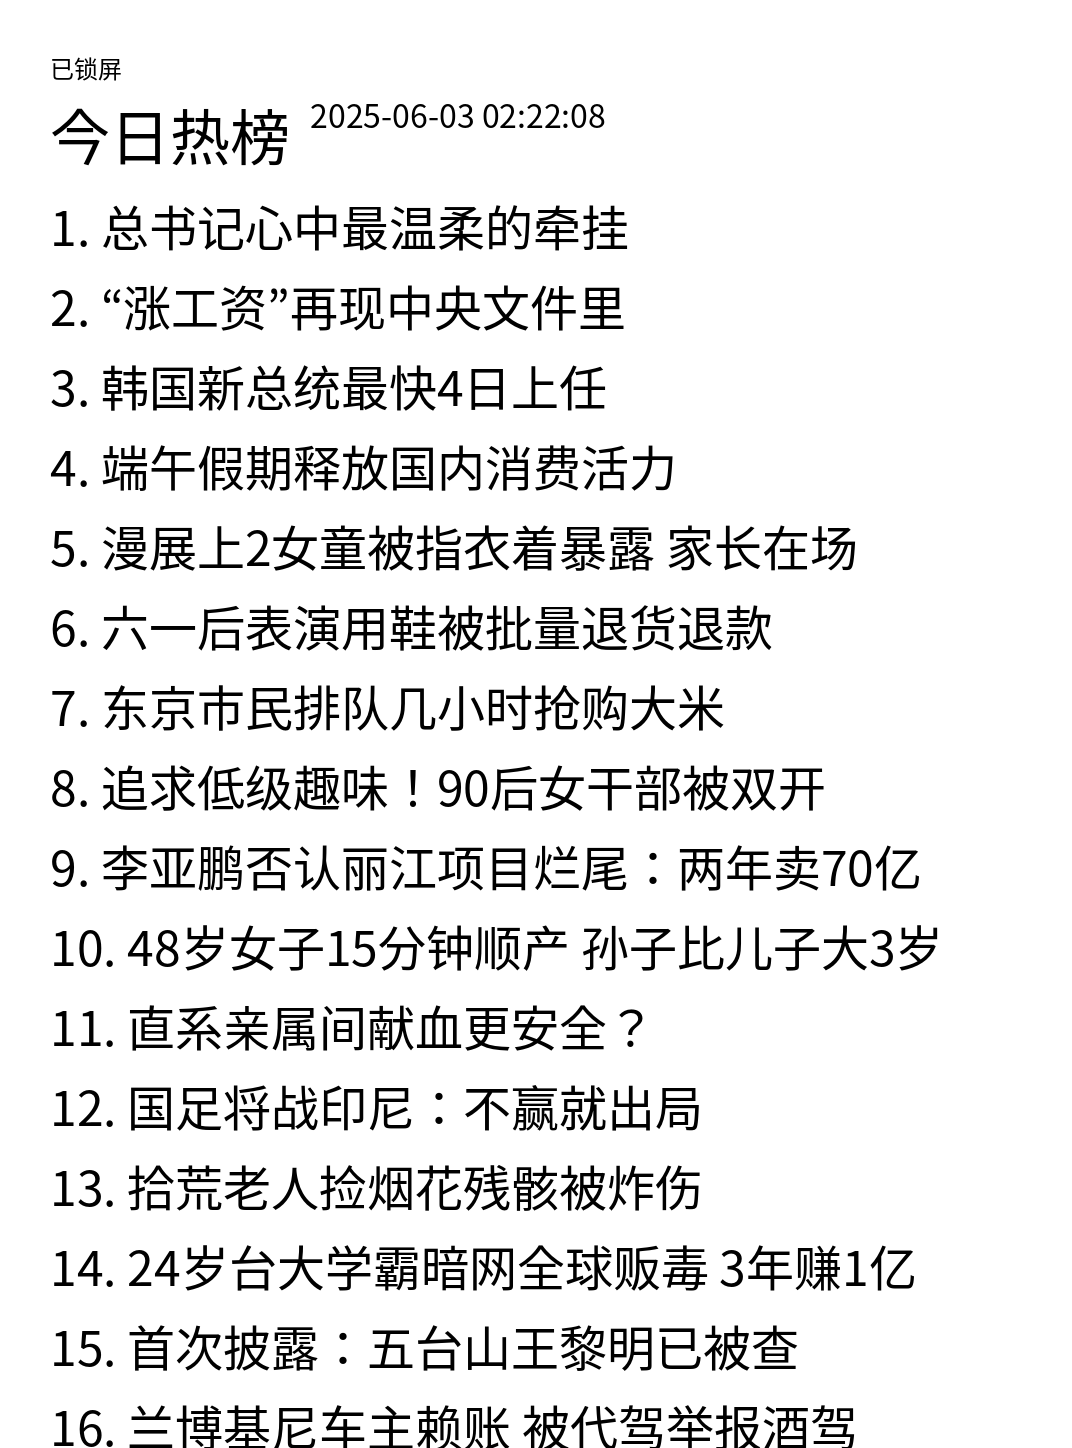 已锁屏
今日热榜 2025-06-03 02:22:08
1. 总书记心中最温柔的牵挂
2. “涨工资”再现中央文件里
3. 韩国新总统最快4日上任
4. 端午假期释放国内消费活力
5. 漫展上2女童被指衣着暴露 家长在场
6. 六一后表演用鞋被批量退货退款
7. 东京市民排队几小时抢购大米
8. 追求低级趣味！90后女干部被双开
9. 李亚鹏否认丽江项目烂尾：两年卖70亿
10. 48岁女子15分钟顺产 孙子比儿子大3岁
11. 直系亲属间献血更安全？
12. 国足将战印尼：不赢就出局
13. 拾荒老人捡烟花残骸被炸伤
14. 24岁台大学霸暗网全球贩毒 3年赚1亿
15. 首次披露：五台山王黎明已被查
16. 兰博基尼车主赖账 被代驾举报酒驾